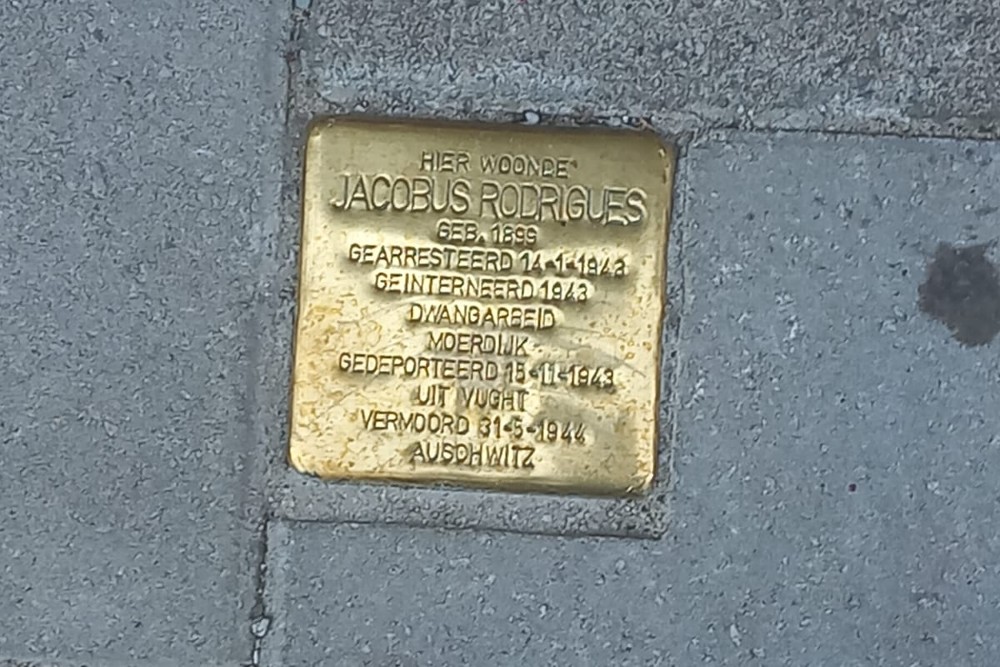 HIER WOONDE
JACOBUS RODRIGUES
GEB. 1899
GEARRESTEERD 14-1-1943
GEINTERNEERD 1943
DWANGARBEID
MOERDIJK
GEDEPORTEERD 15-11-1943
UIT VUGHT
VERMOORD 31-5-1944
AUSCHWITZ